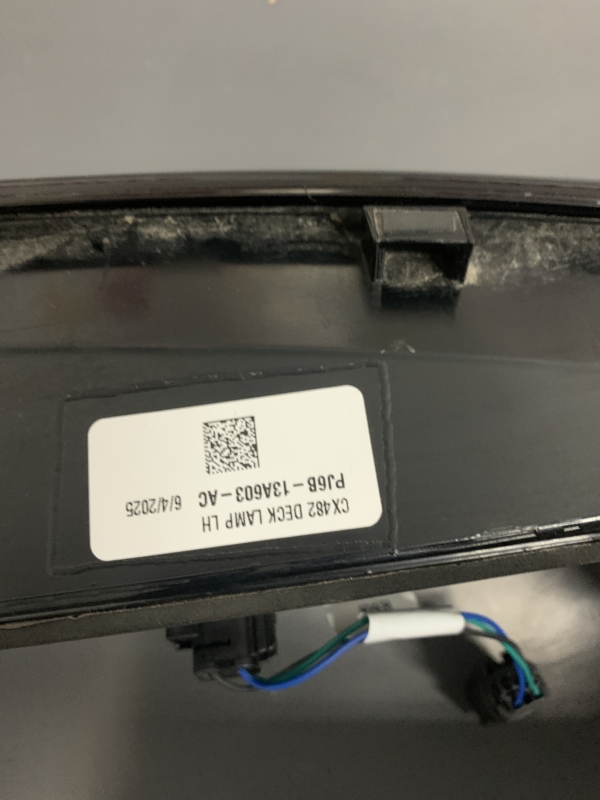 CX482 DECK LAMP LH
PJ6B-13A603-AC 6/4/2025